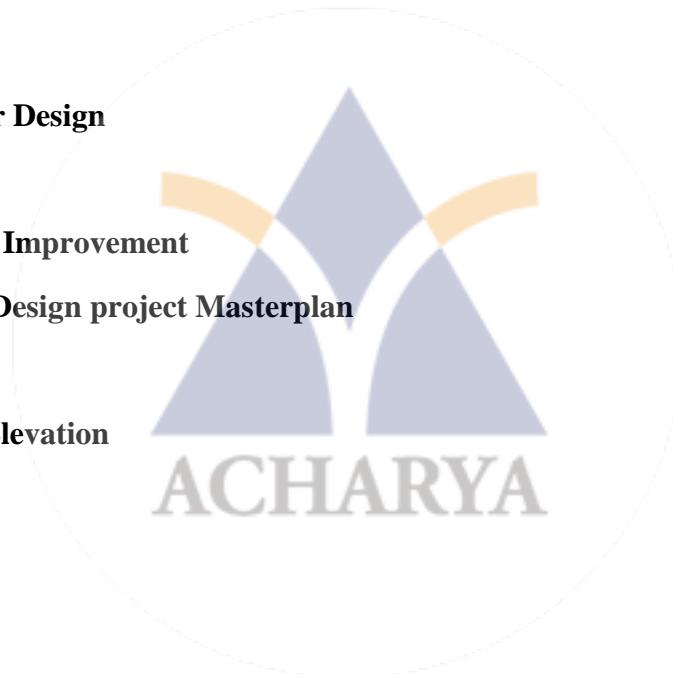 r Design
Improvement
Design project Masterplan
levation
ACHARYA